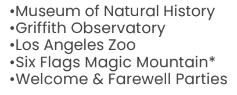 •Museum of Natural History
•Griffith Observatory
•Los Angeles Zoo
•Six Flags Magic Mountain*
•Welcome & Farewell Parties